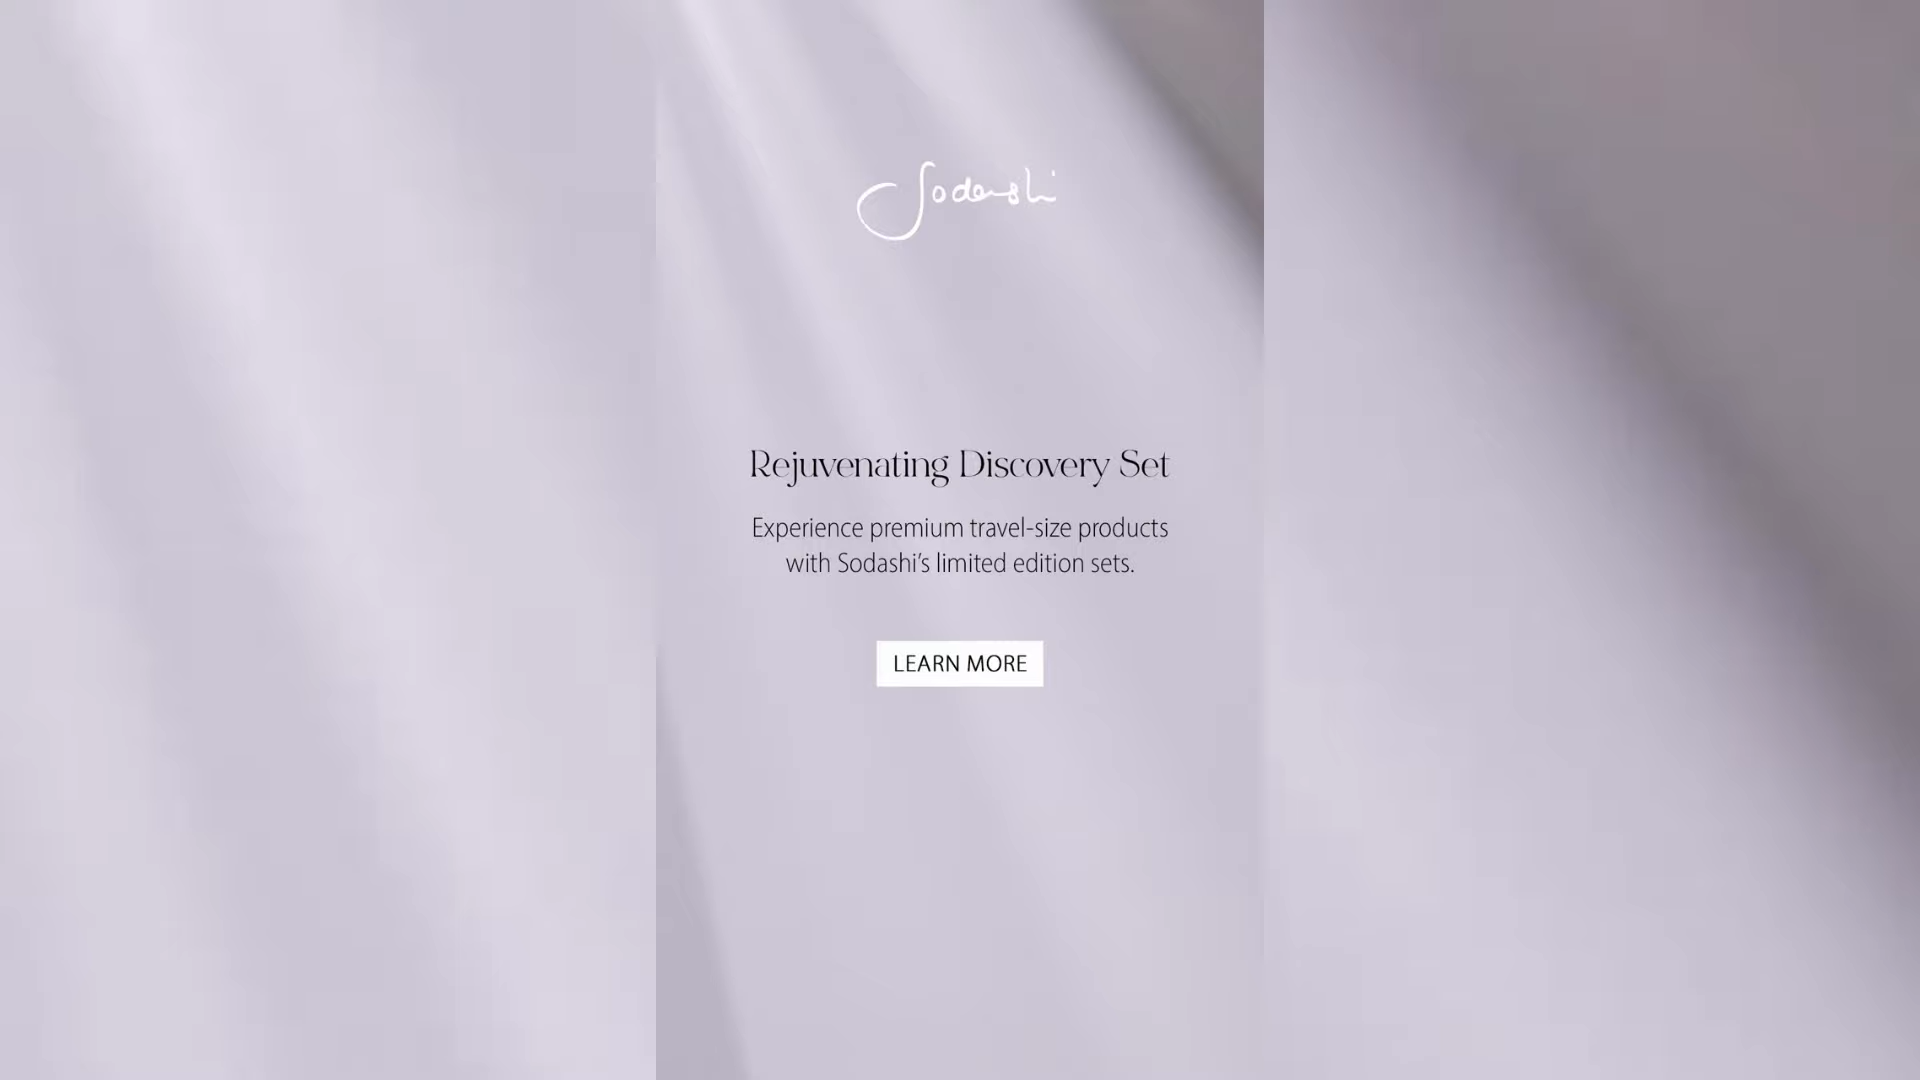 Sodashi
Rejuvenating Discovery Set
Experience premium travel-size products
with Sodashi’s limited edition sets.
LEARN MORE